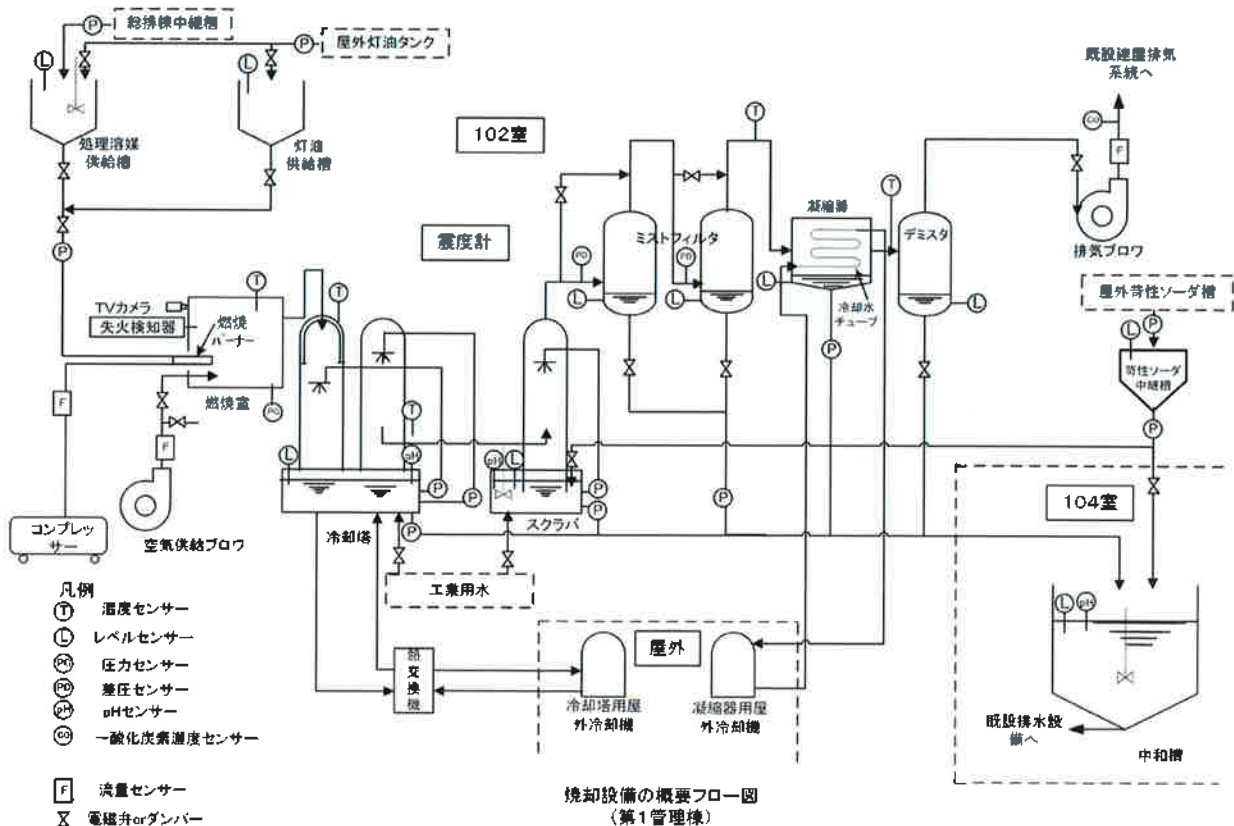 総排棟中継槽
屋外灯油タンク
P
P
L
L
処理溶媒
供給槽
灯油
供給槽
P
102室
震度計
TVカメラ
失火検知器
燃焼
バーナー
燃焼室
T
PG
F
F
コンプレッ
サー
空気供給ブロワ
T
T
L
pH
P
P
P
冷却塔
pH
L
P
P
スクラバ
工業用水
熱
交
換
機
PD
L
ミストフィルタ
PD
L
T
凝縮器
L
冷却水
チューブ
P
P
T
デミスタ
L
既設建屋排気
系統へ
CO
F
排気ブロワ
屋外苛性ソーダ槽
P
L
苛性ソーダ
中継槽
P
104室
L
pH
既設排水設
備へ
中和槽
屋外
冷却塔用屋
外冷却機
凝縮器用屋
外冷却機
凡例
T 温度センサー
L レベルセンサー
PG 圧力センサー
PD 差圧センサー
pH pHセンサー
CO 一酸化炭素濃度センサー
F 流量センサー
電磁弁orダンパー
焼却設備の概要フロー図
(第1管理棟)